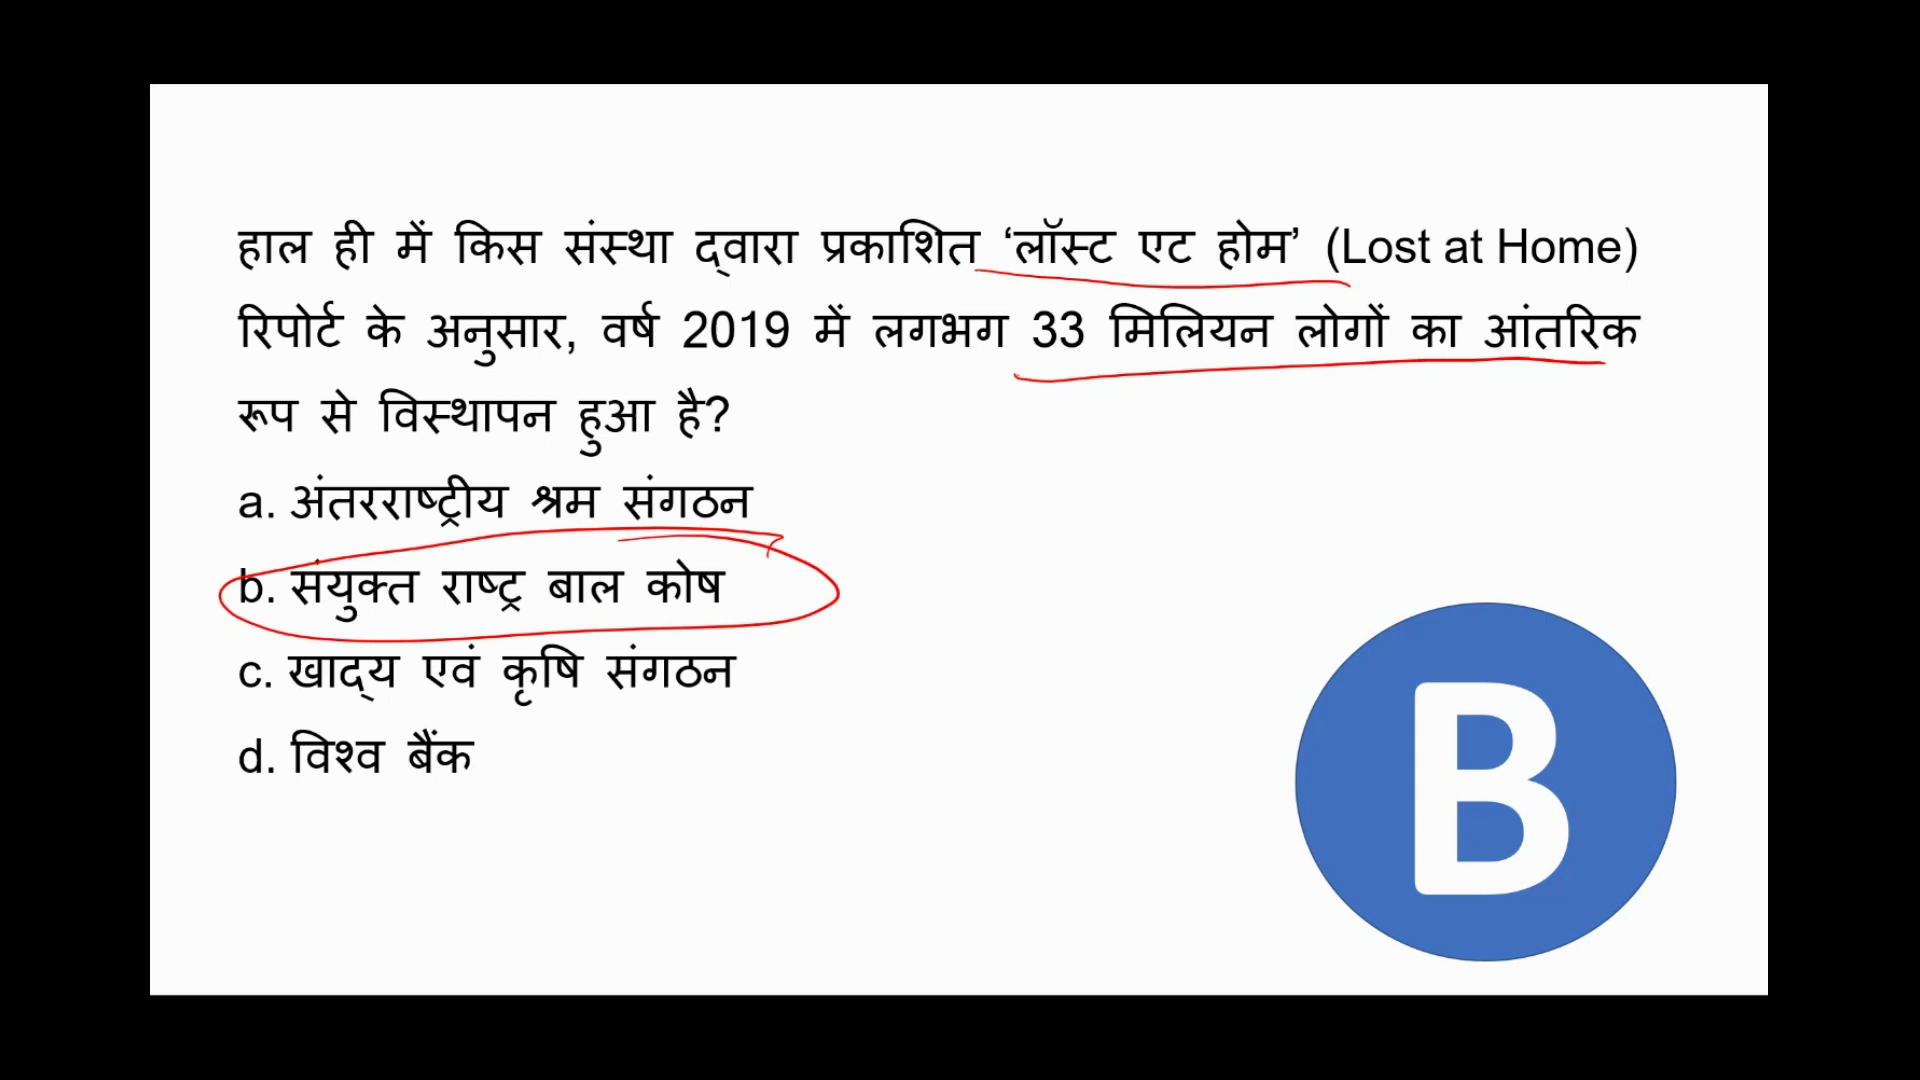 हाल ही में किस संस्था द्वारा प्रकाशित ‘लॉस्ट एट होम’ (Lost at Home)
रिपोर्ट के अनुसार, वर्ष 2019 में लगभग 33 मिलियन लोगों का आंतरिक
रूप से विस्थापन हुआ है?
a. अंतरराष्ट्रीय श्रम संगठन
b. संयुक्त राष्ट्र बाल कोष
c. खाद्य एवं कृषि संगठन
d. विश्व बैंक
B